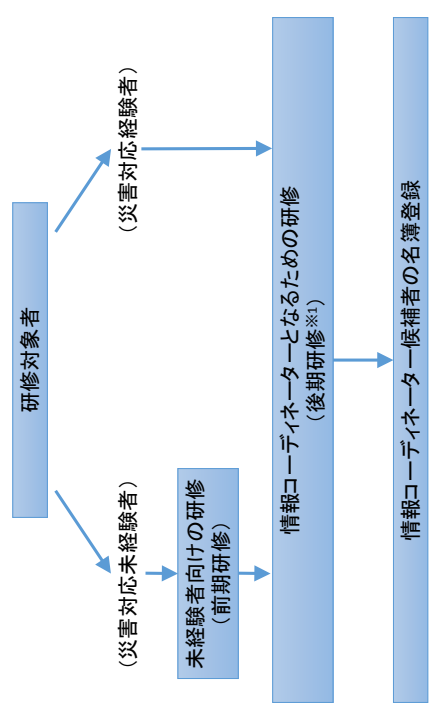 研修対象者
（災害対応未経験者）
（災害対応経験者）
未経験者向けの研修
（前期研修）
情報コーディネーターとなるための研修
（後期研修※1）
情報コーディネーター候補者の名簿登録